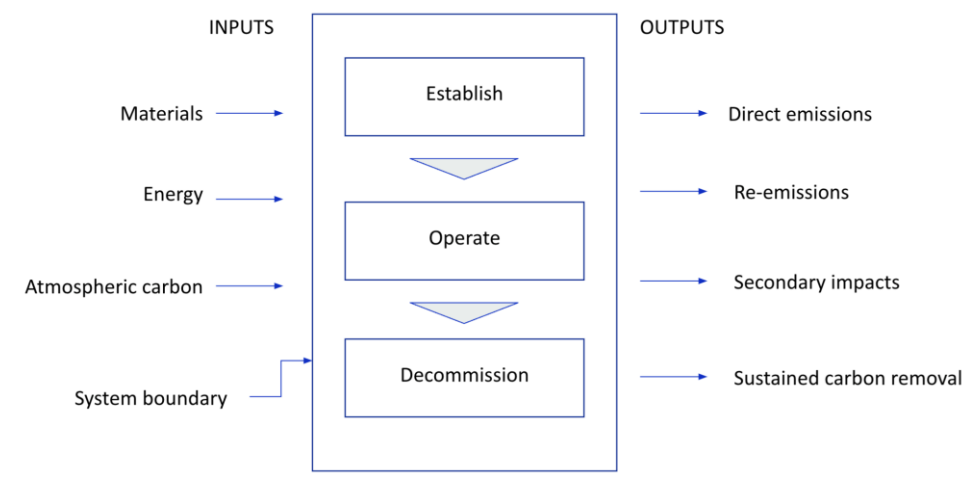 INPUTS
OUTPUTS
Establish
Materials
Direct emissions
Energy
Re-emissions
Operate
Atmospheric carbon
Secondary impacts
Decommission
System boundary
Sustained carbon removal